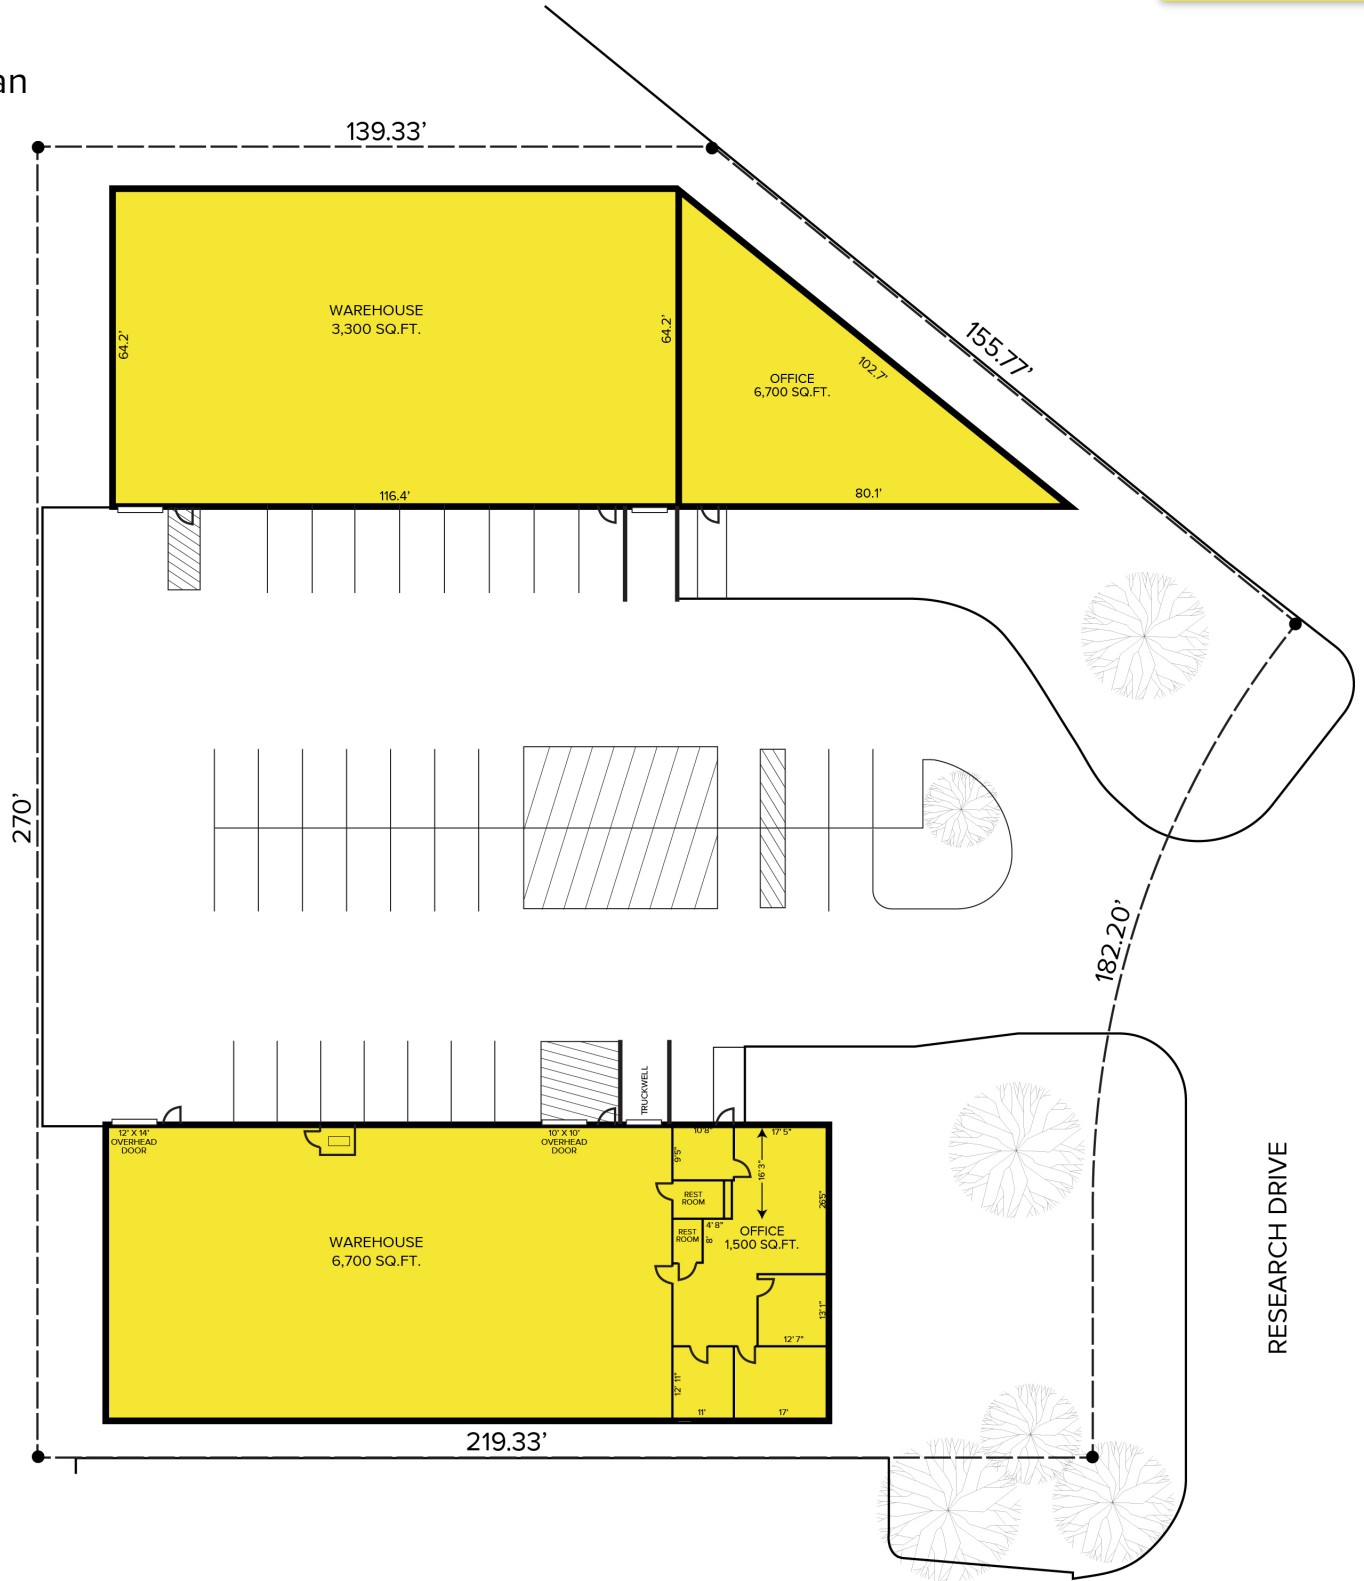 an
139.33’
WAREHOUSE
3,300 SQ.FT.
64.2’
64.2’
116.4’
OFFICE
6,700 SQ.FT.
102.7’
80.1’
155.77’
270’
182.20’
TRUCKWELL
12’ X 14’
OVERHEAD
DOOR
10’ X 10’
OVERHEAD
DOOR
10’8”
17’ 5”
9’5”
16’ 3”
REST
ROOM
REST
ROOM
4’ 8”
8’
OFFICE
1,500 SQ.FT.
WAREHOUSE
6,700 SQ.FT.
13’ 1”
12’ 7”
12’ 11”
11’
17’
219.33’
RESEARCH DRIVE